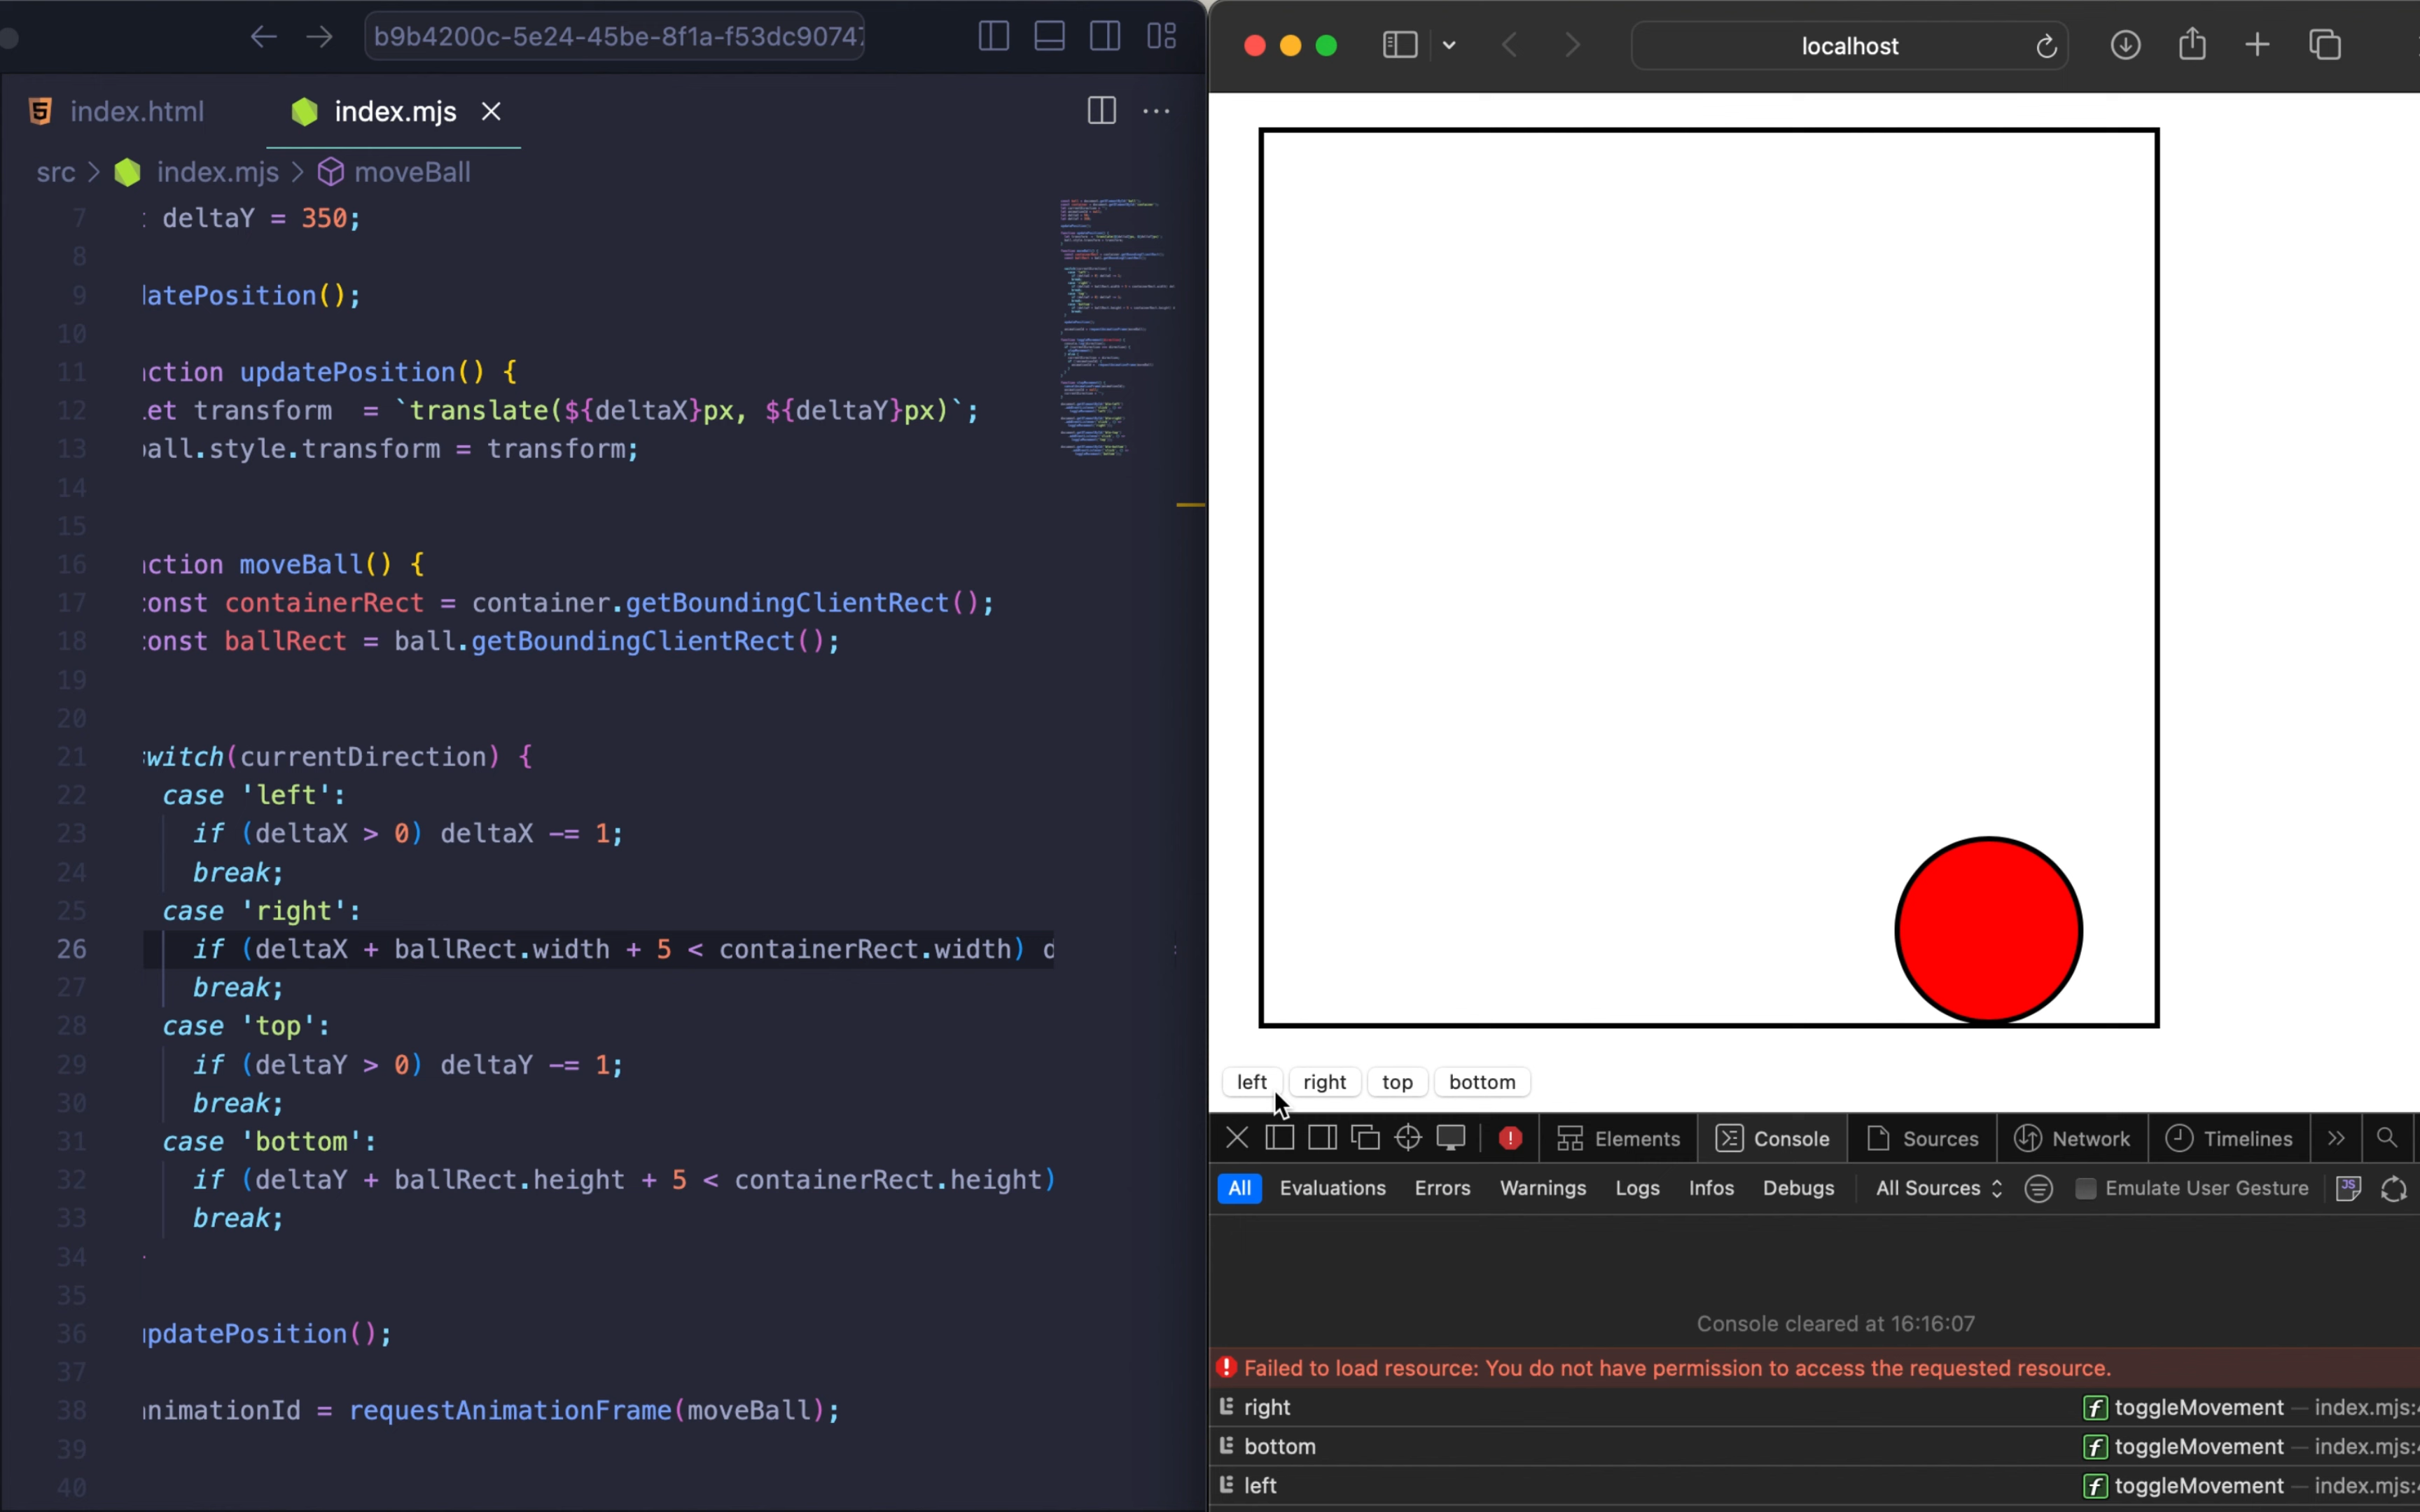 b9b4200c-5e24-45be-8f1a-f53dc90747
index.html
index.mjs
src > index.mjs > moveBall
7 deltaY = 350;
8
9 datePosition();
10
11 ction updatePosition() {
12 et transform  = `translate(${deltaX}px, ${deltaY}px)`;
13 all.style.transform = transform;
14
15
16 ction moveBall() {
17 onst containerRect = container.getBoundingClientRect();
18 onst ballRect = ball.getBoundingClientRect();
19
20
21 witch(currentDirection) {
22 case 'left':
23 if (deltaX > 0) deltaX -= 1;
24 break;
25 case 'right':
26 if (deltaX + ballRect.width + 5 < containerRect.width) d
27 break;
28 case 'top':
29 if (deltaY > 0) deltaY -= 1;
30 break;
31 case 'bottom':
32 if (deltaY + ballRect.height + 5 < containerRect.height)
33 break;
34
35
36 updatePosition();
37
38 animationId = requestAnimationFrame(moveBall);
39
40
localhost
left right top bottom
Elements Console Sources Network Timelines
All Evaluations Errors Warnings Logs Infos Debugs All Sources Emulate User Gesture
Console cleared at 16:16:07
Failed to load resource: You do not have permission to access the requested resource.
right toggleMovement — index.mjs:
bottom toggleMovement — index.mjs:
left toggleMovement — index.mjs: